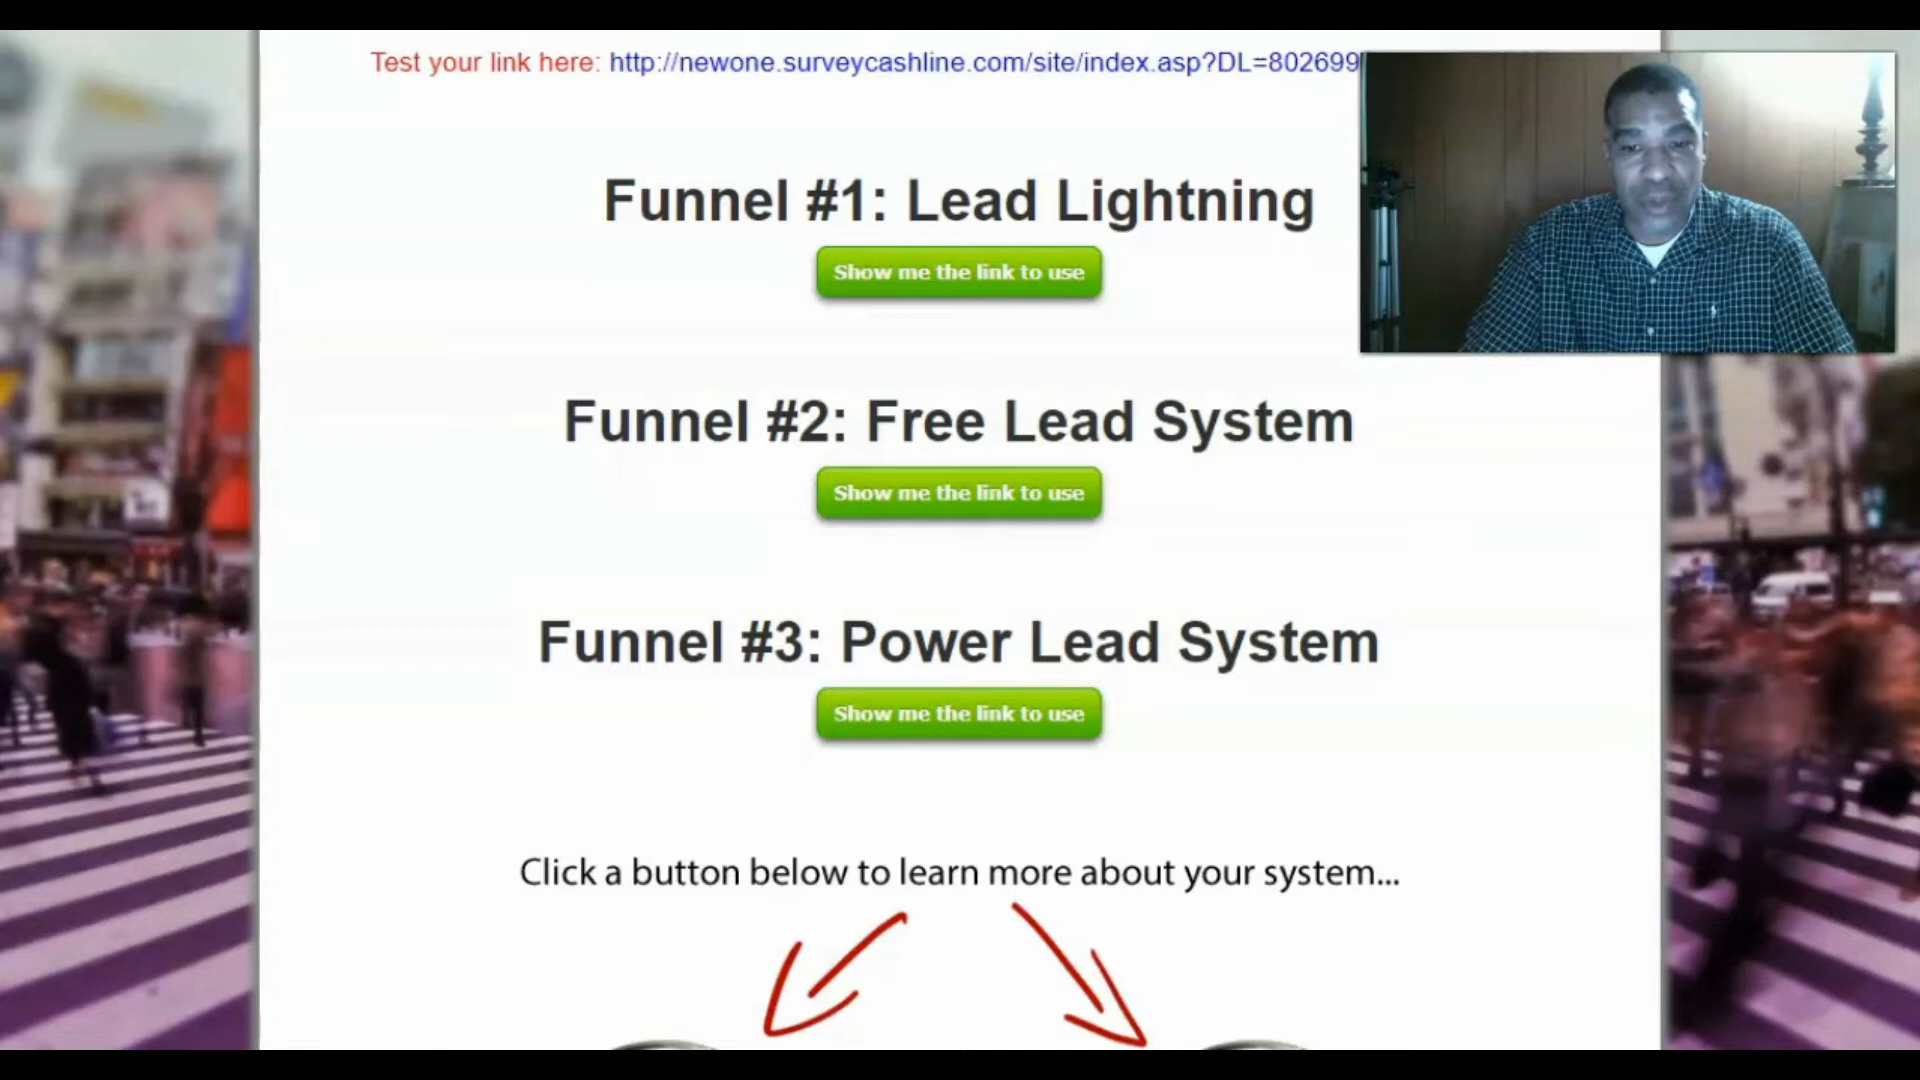 Test your link here: http://newone.surveycashline.com/site/index.asp?DL=802699
Funnel #1: Lead Lightning
Show me the link to use
Funnel #2: Free Lead System
Show me the link to use
Funnel #3: Power Lead System
Show me the link to use
Click a button below to learn more about your system...